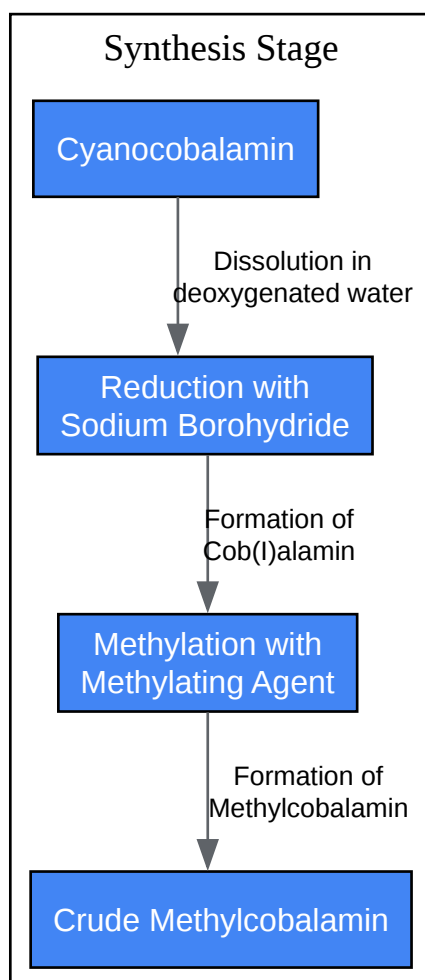 Synthesis Stage
Cyanocobalamin
Dissolution in
deoxygenated water
Reduction with
Sodium Borohydride
Formation of
Cob(I)alamin
Methylation with
Methylating Agent
Formation of
Methylcobalamin
Crude Methylcobalamin